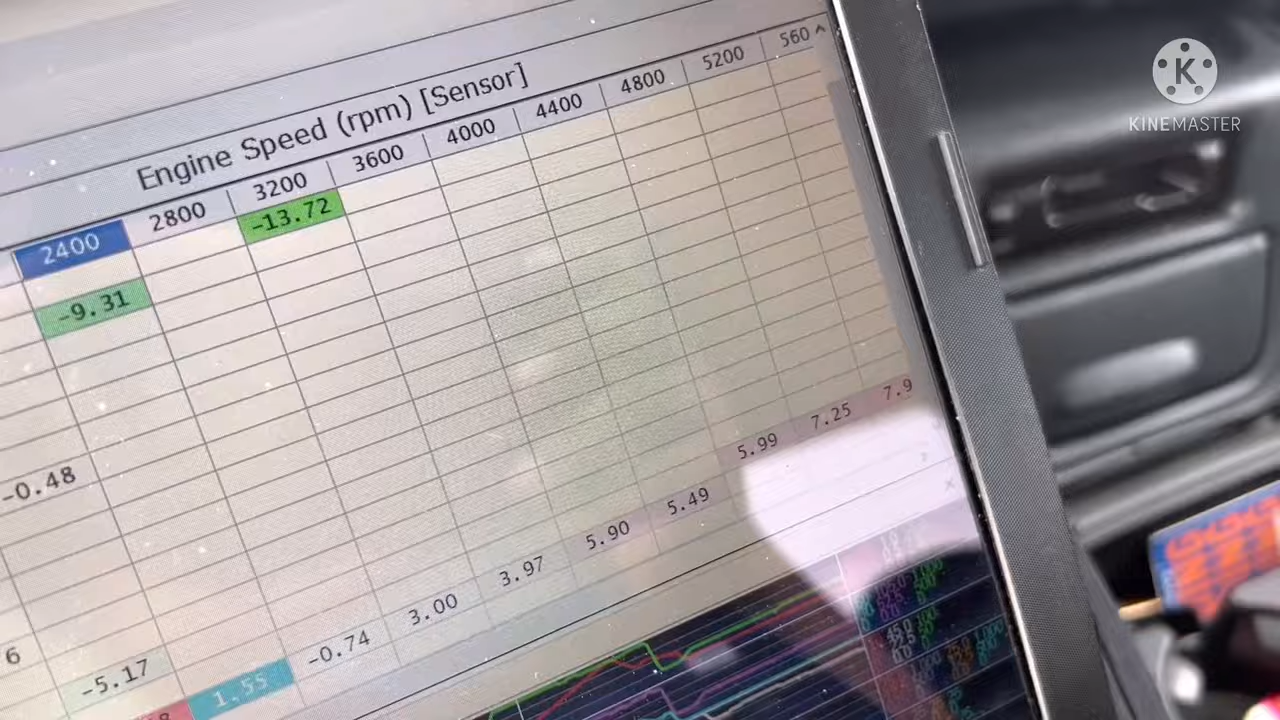 K
KINEMASTER
Engine Speed (rpm) [Sensor]
2400 2800 3200 3600 4000 4400 4800 5200 560
-13.72
-9.31
-0.48
5.99 7.25 7.9
6 -5.17 1.55 -0.74 3.00 3.97 5.90 5.49